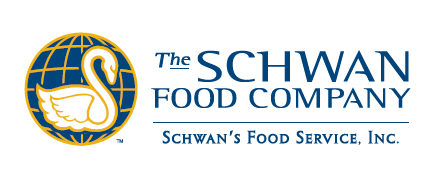 The SCHWAN
FOOD COMPANY
SCHWAN'S FOOD SERVICE, INC.
™